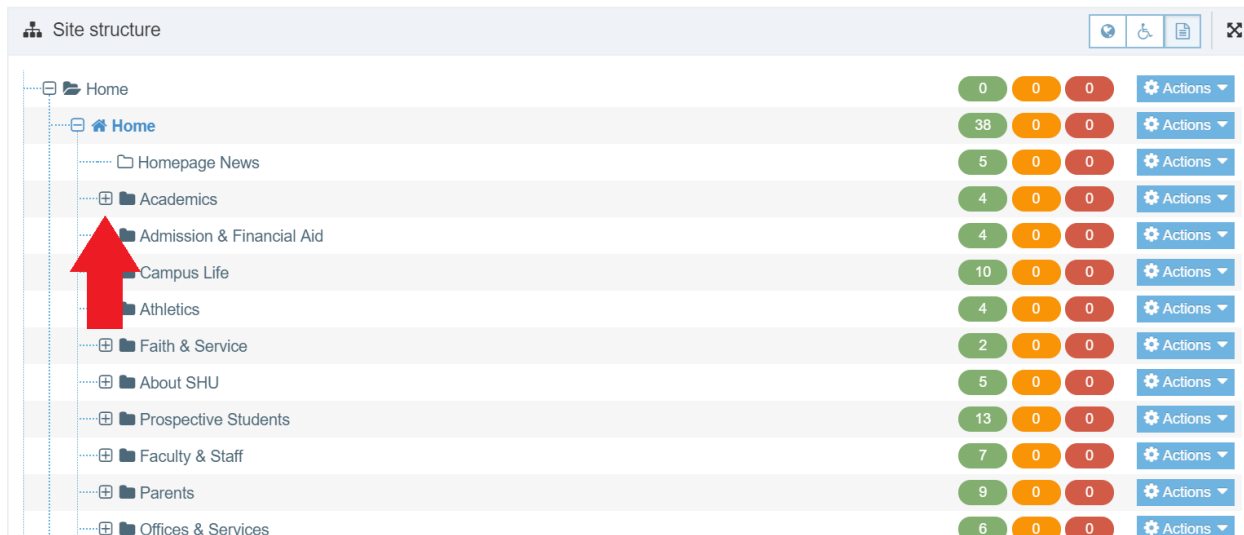 Site structure
Home 0 0 0 Actions
Home 38 0 0 Actions
Homepage News 5 0 0 Actions
Academics 4 0 0 Actions
Admission & Financial Aid 4 0 0 Actions
Campus Life 10 0 0 Actions
Athletics 4 0 0 Actions
Faith & Service 2 0 0 Actions
About SHU 5 0 0 Actions
Prospective Students 13 0 0 Actions
Faculty & Staff 7 0 0 Actions
Parents 9 0 0 Actions
Offices & Services 6 0 0 Actions